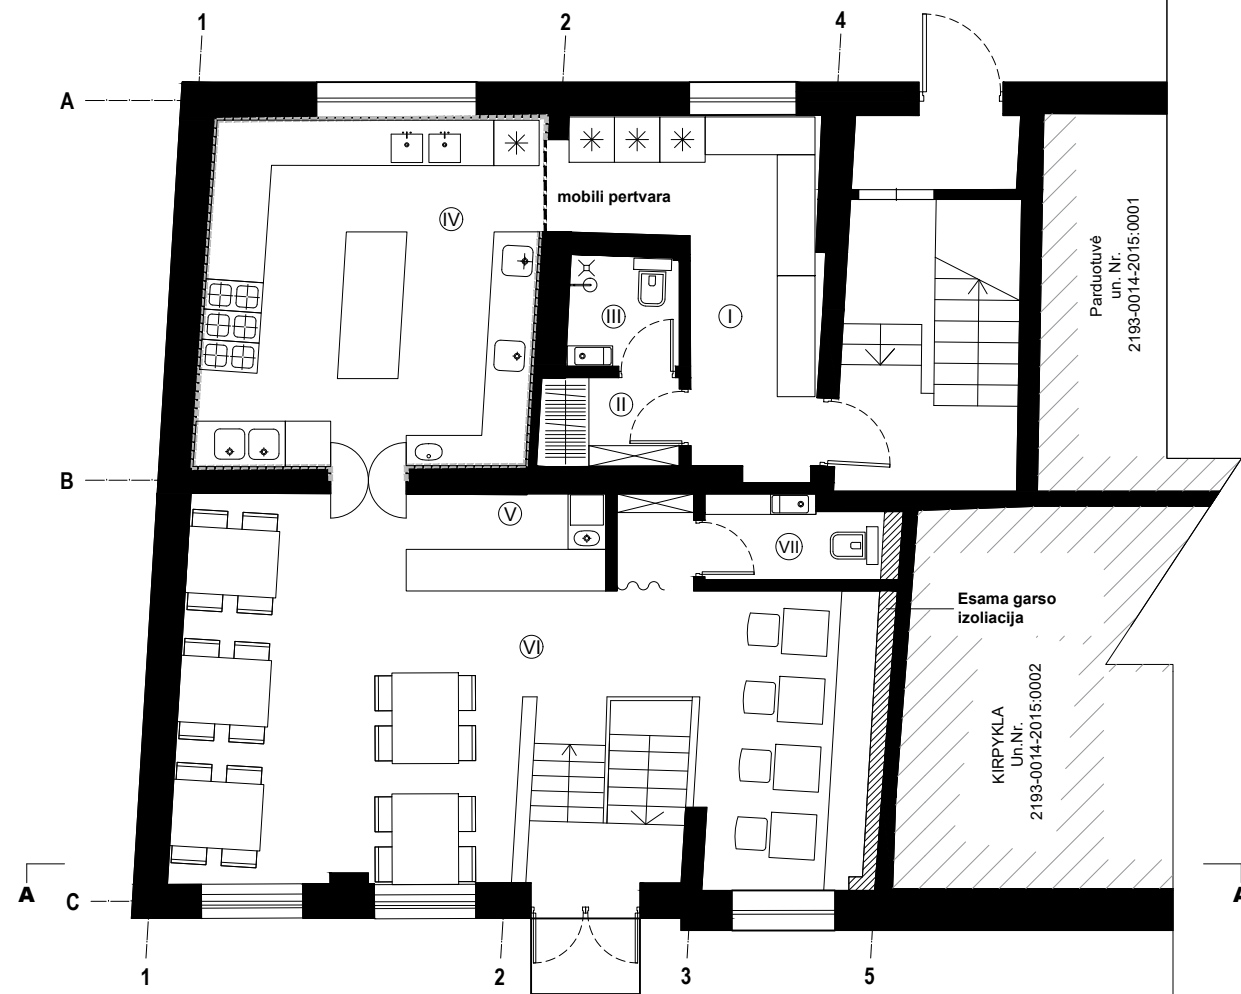 1
2
4
A
mobili pertvara
IV
III
I
II
Parduotuvė
un. Nr.
2193-0014-2015:0001
B
V
VII
VI
Esama garso
izoliacija
KIRPYKLA
Un.Nr.
2193-0014-2015:0002
A
C
A
1
2
3
5